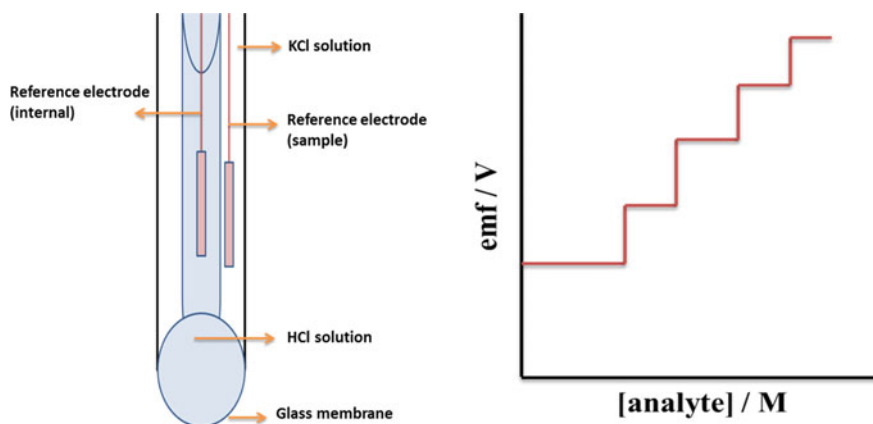 KCl solution
Reference electrode
(internal)
Reference electrode
(sample)
HCl solution
Glass membrane
emf / V
[analyte] / M